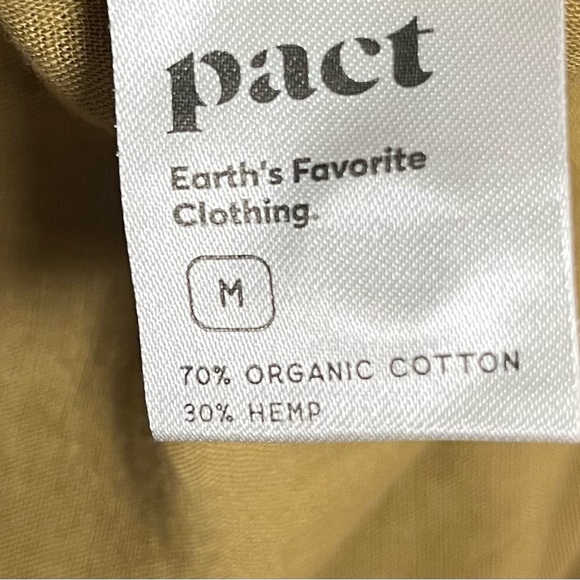 pact
Earth's Favorite
Clothing.
M
70% ORGANIC COTTON
30% HEMP